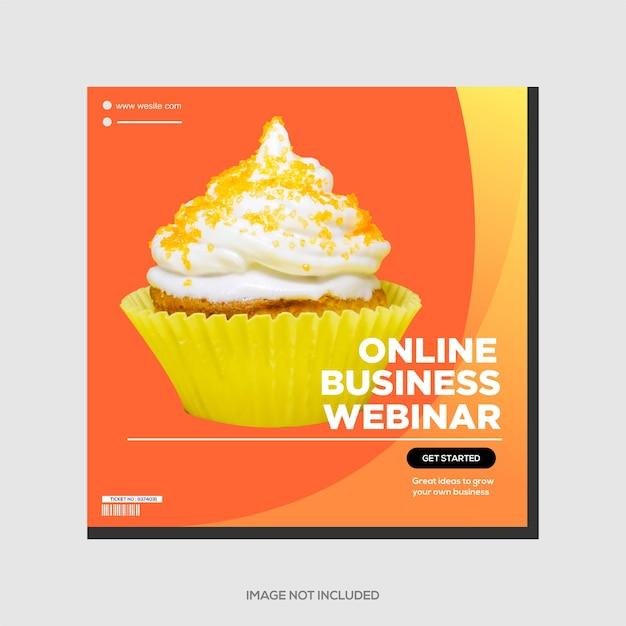 www wesite com
ONLINE
BUSINESS
WEBINAR
GET STARTED
Great ideas to grow
your own business
TICKET NO : 9374031
IMAGE NOT INCLUDED